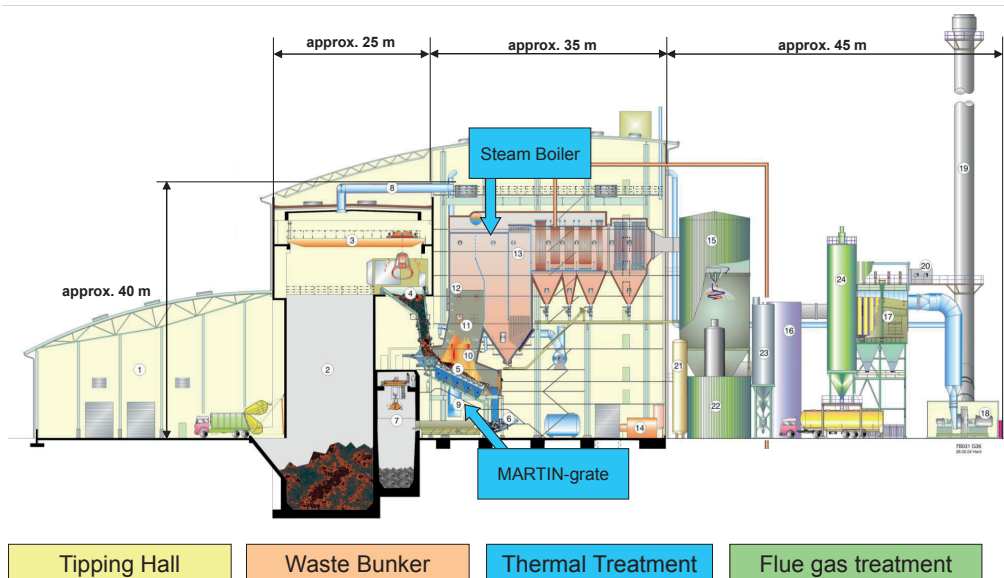 approx. 25 m
approx. 35 m
approx. 45 m
Steam Boiler
approx. 40 m
MARTIN-grate
1
2
3
4
5
6
7
8
9
10
11
12
13
14
15
16
17
18
19
20
21
22
23
24
Tipping Hall
Waste Bunker
Thermal Treatment
Flue gas treatment